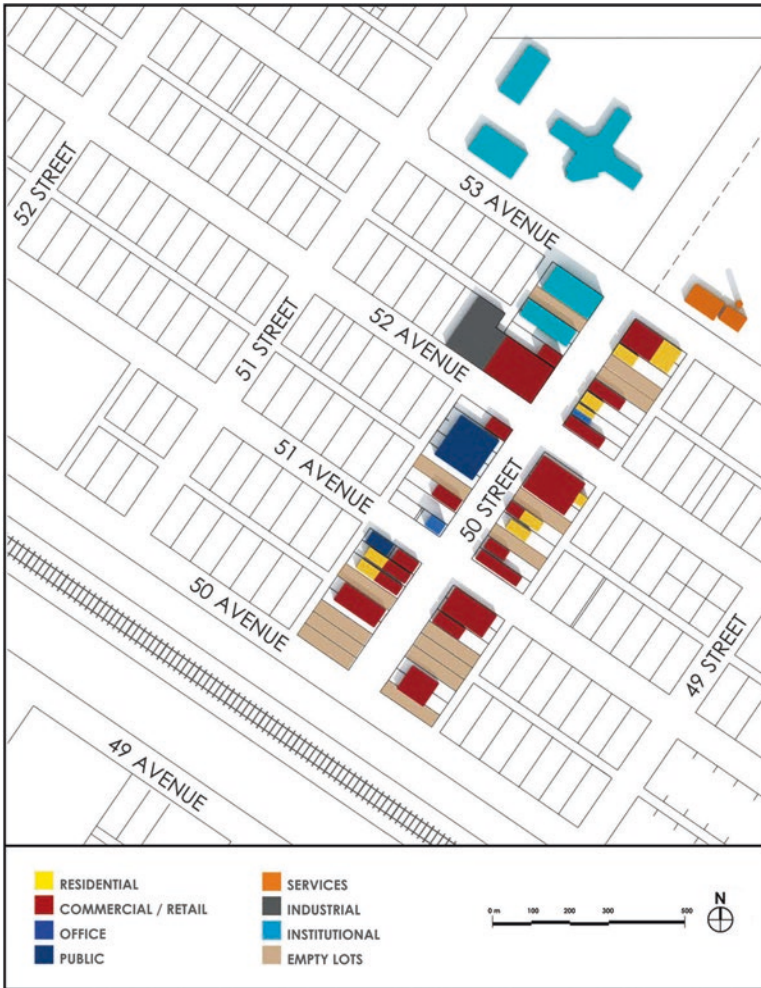 52 STREET
53 AVENUE
52 AVENUE
51 STREET
51 AVENUE
50 STREET
50 AVENUE
49 STREET
49 AVENUE
RESIDENTIAL
COMMERCIAL / RETAIL
OFFICE
PUBLIC
SERVICES
INDUSTRIAL
INSTITUTIONAL
EMPTY LOTS
0 m 100 200 300 500
N